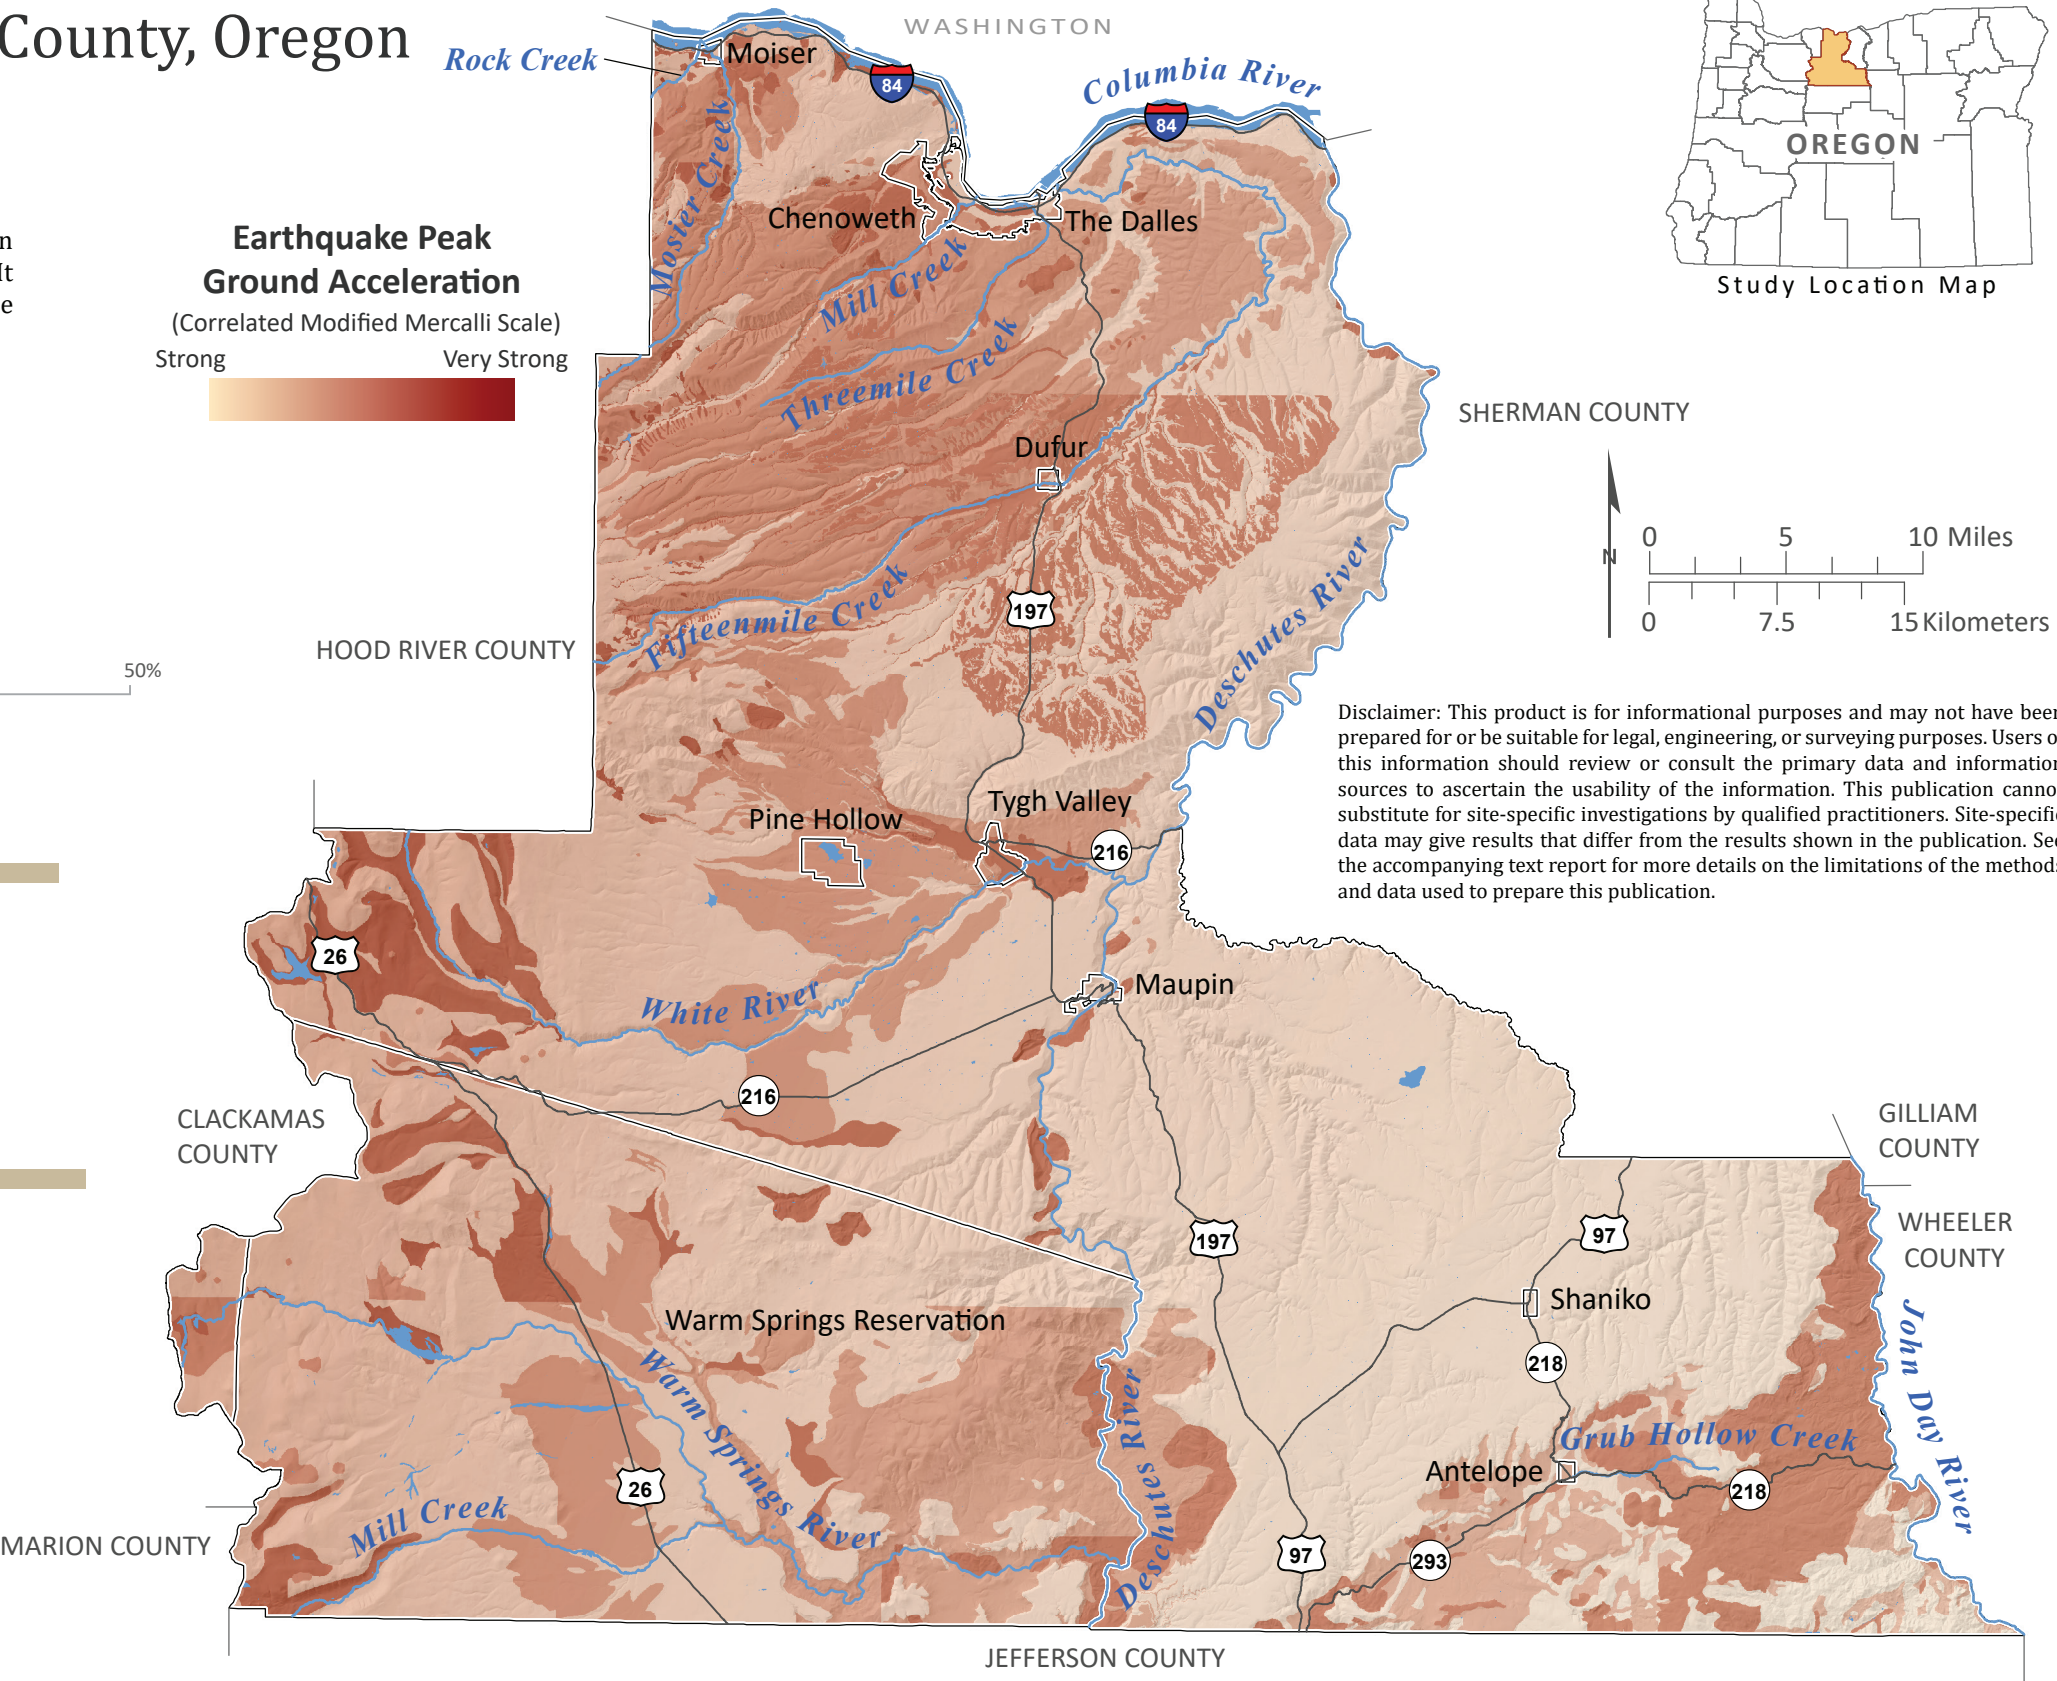 County, Oregon
n
It
e
Earthquake Peak
Ground Acceleration
(Correlated Modified Mercalli Scale)
Strong
Very Strong
50%
WASHINGTON
Rock Creek
Moiser
84
Columbia River
84
Mosier Creek
Chenoweth
The Dalles
Mill Creek
Threemile Creek
Dufur
SHERMAN COUNTY
OREGON
Study Location Map
N
0
5
10 Miles
0
7.5
15 Kilometers
197
Fifteenmile Creek
HOOD RIVER COUNTY
Deschutes River
Disclaimer: This product is for informational purposes and may not have been
prepared for or be suitable for legal, engineering, or surveying purposes. Users o
this information should review or consult the primary data and information
sources to ascertain the usability of the information. This publication canno
substitute for site-specific investigations by qualified practitioners. Site-specific
data may give results that differ from the results shown in the publication. See
the accompanying text report for more details on the limitations of the methods
and data used to prepare this publication.
Pine Hollow
Tygh Valley
216
26
White River
Maupin
216
CLACKAMAS
COUNTY
GILLIAM
COUNTY
WHEELER
COUNTY
197
97
Shaniko
Warm Springs Reservation
218
Warm Springs River
Deschutes River
John Day River
Grub Hollow Creek
Antelope
218
26
Mill Creek
MARION COUNTY
97
293
JEFFERSON COUNTY